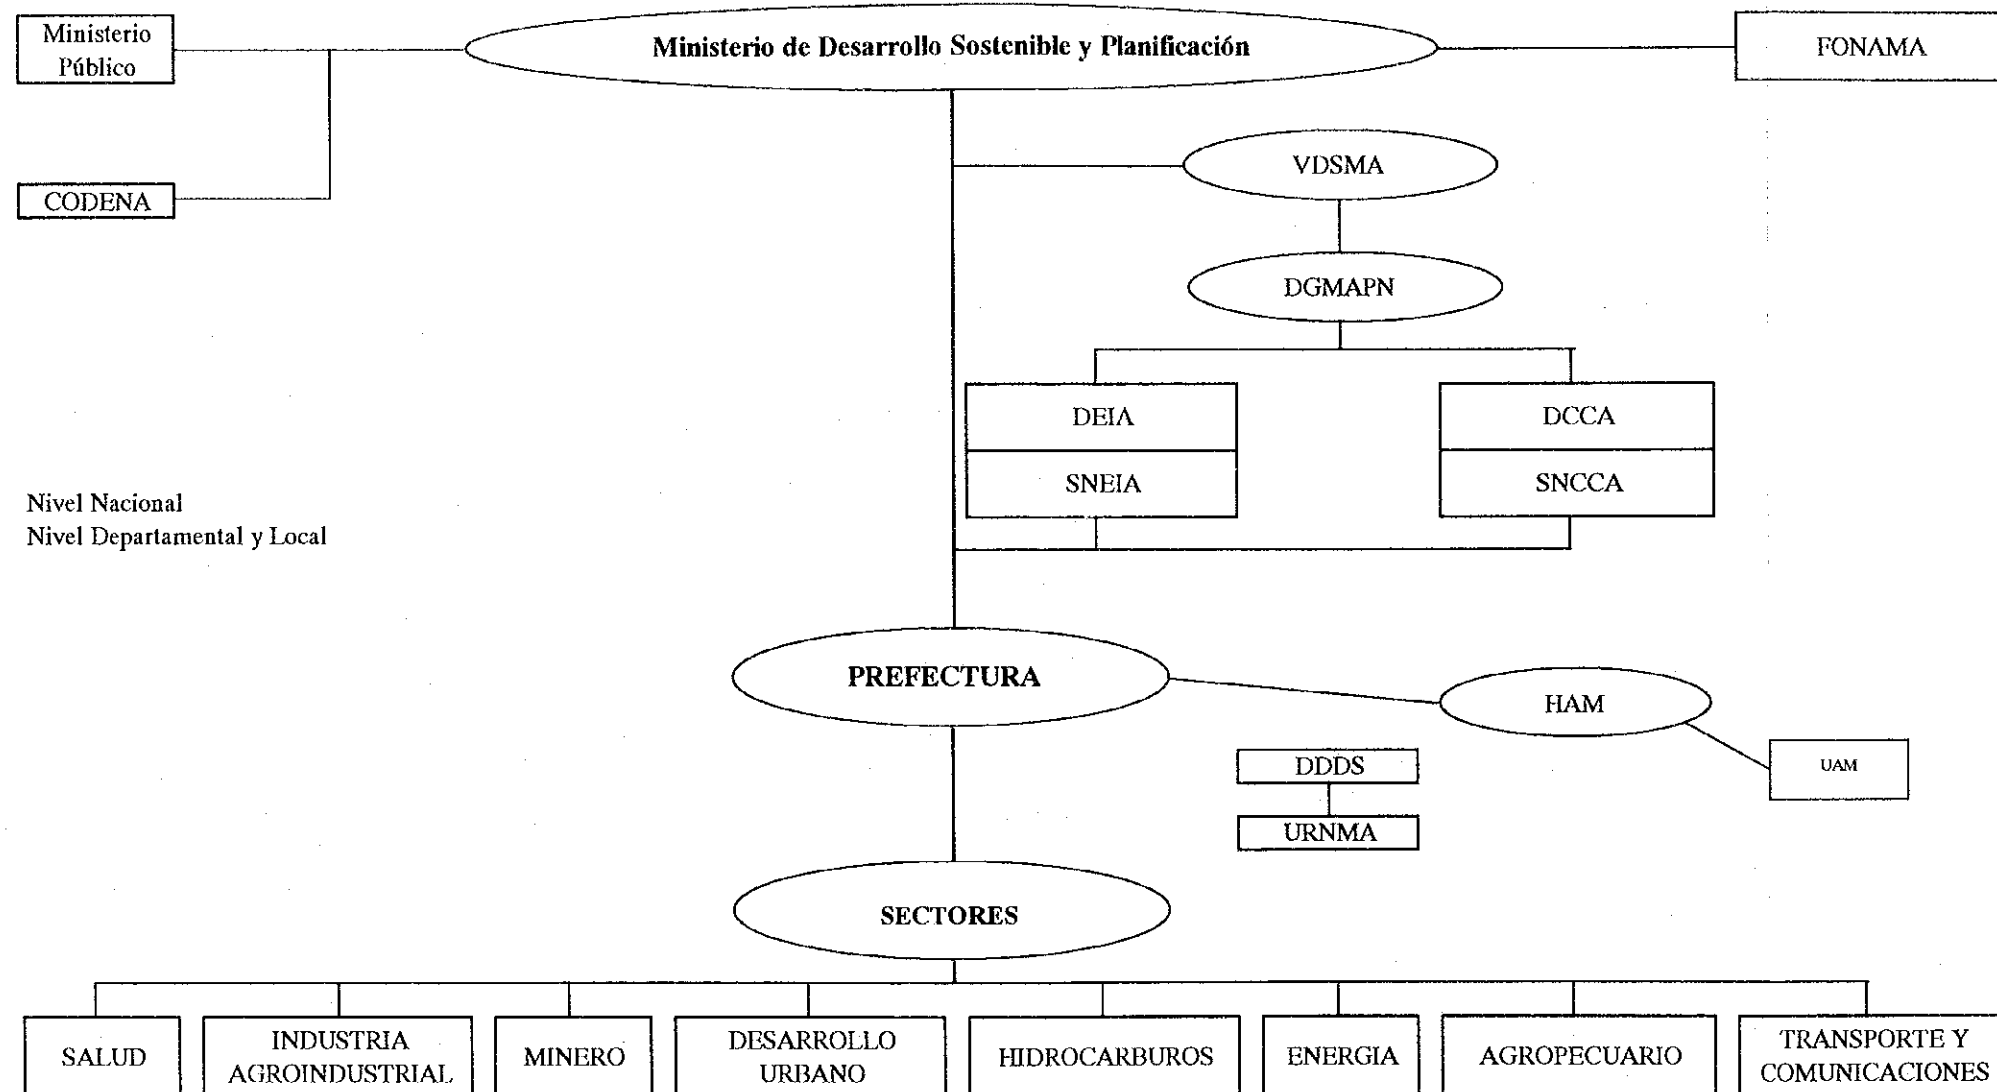 Ministerio
Público
Ministerio de Desarrollo Sostenible y Planificación
FONAMA
VDSMA
CODENA
DGMAPN
DEIA
DCCA
SNEIA
SNCCA
Nivel Nacional
Nivel Departamental y Local
PREFECTURA
HAM
DDDS
UAM
URNMA
SECTORES
SALUD
INDUSTRIA
AGROINDUSTRIAL
MINERO
DESARROLLO
URBANO
HIDROCARBUROS
ENERGIA
AGROPECUARIO
TRANSPORTE Y
COMUNICACIONES